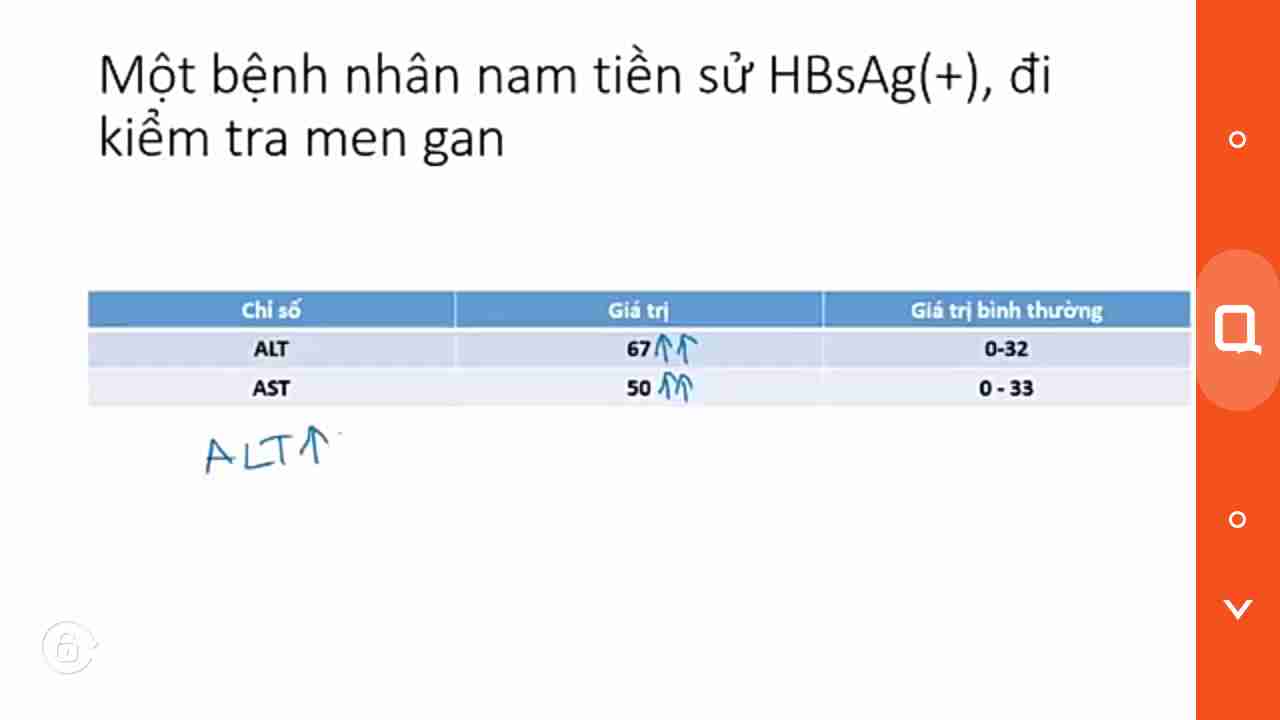 Một bệnh nhân nam tiền sử HBsAg(+), đi
kiểm tra men gan
Chỉ số Giá trị Giá trị bình thường
ALT 67↑↑ 0-32
AST 50↑↑ 0 - 33
ALT↑